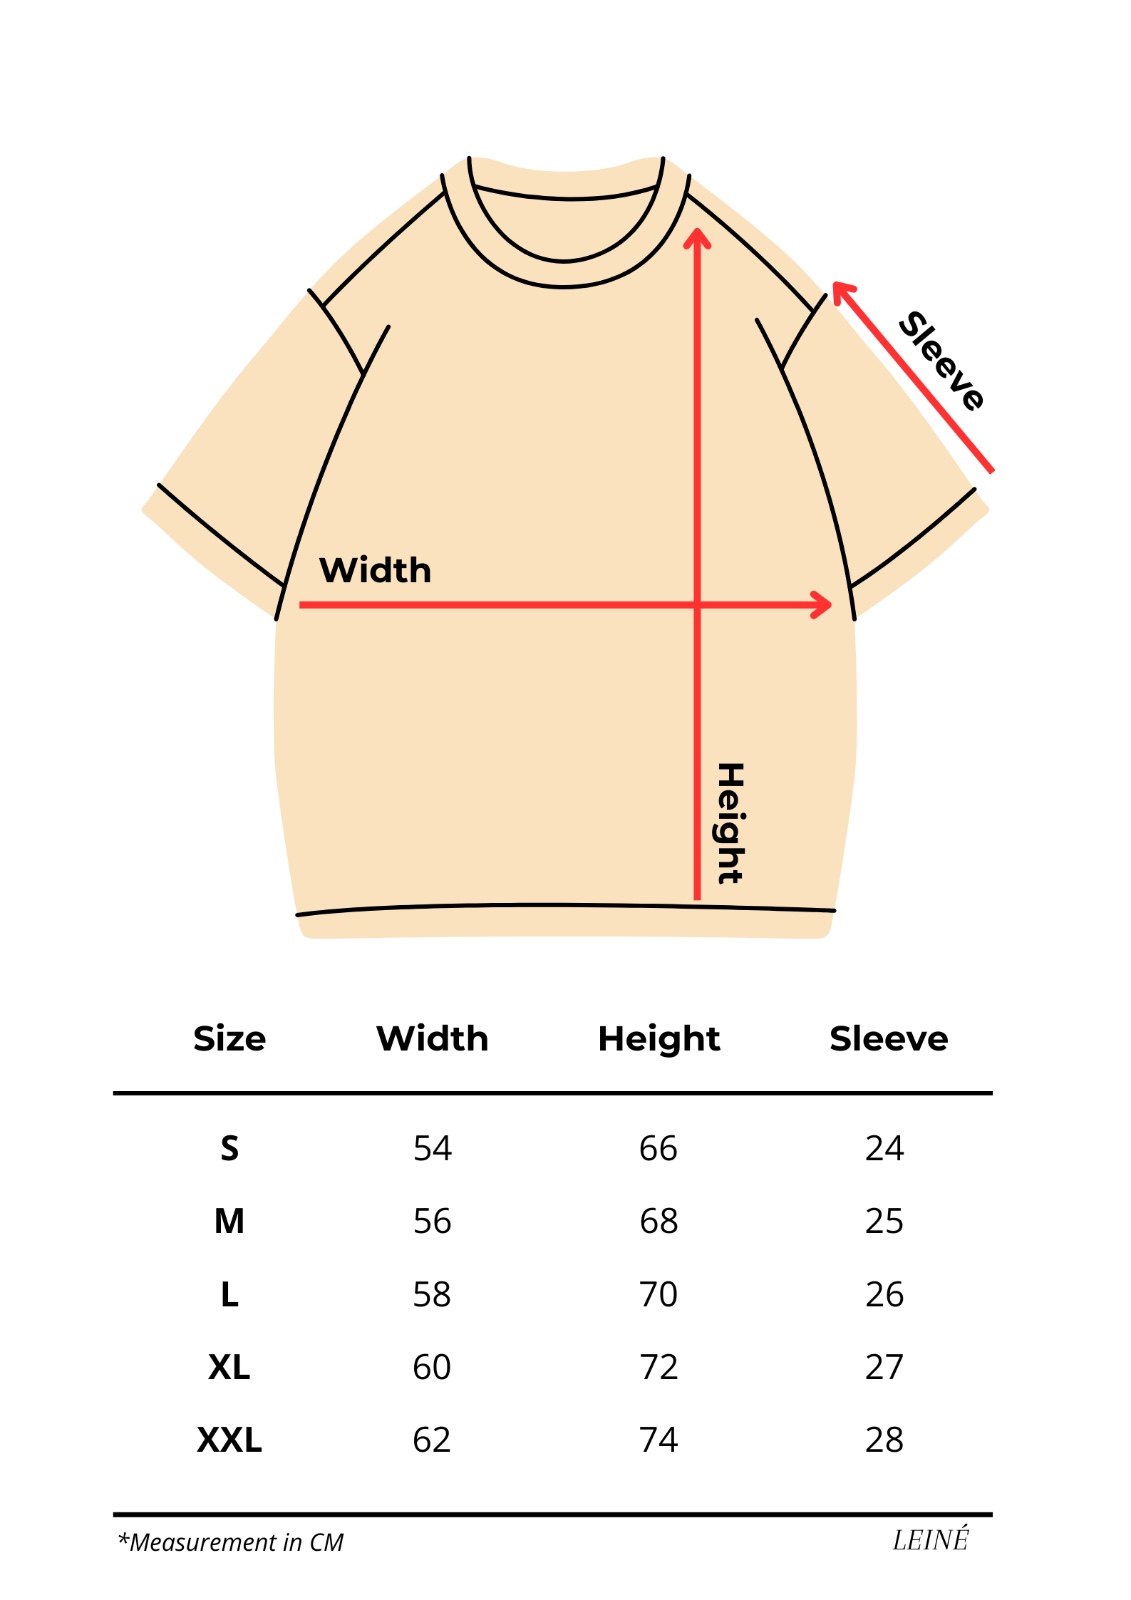 Sleeve
Width
Height
Size Width Height Sleeve
S 54 66 24
M 56 68 25
L 58 70 26
XL 60 72 27
XXL 62 74 28
*Measurement in CM
LEINÉ